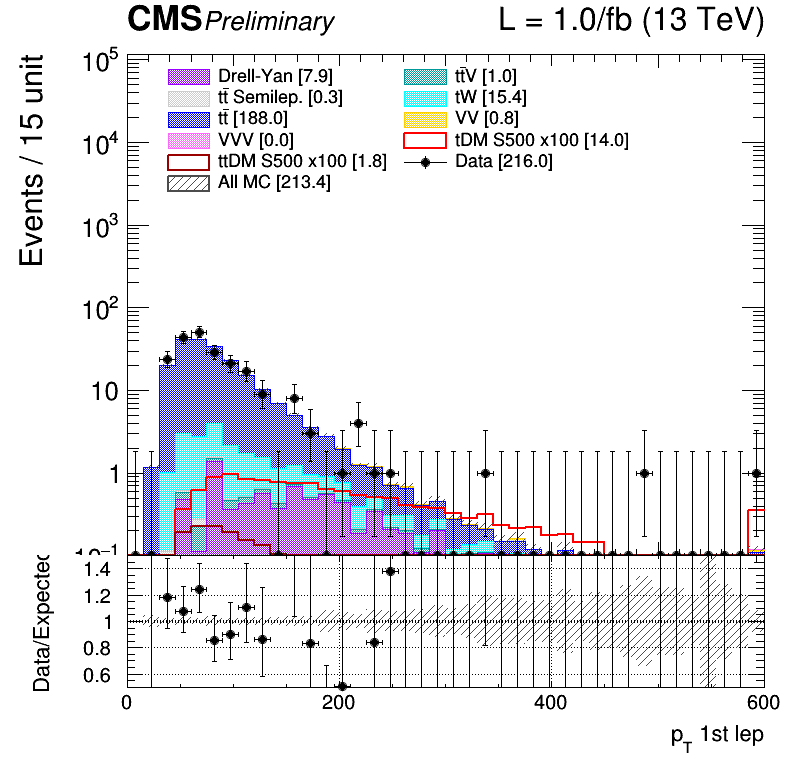 CMS Preliminary L = 1.0/fb (13 TeV)
Events / 15 unit
10⁵
10⁴
10³
10²
10
1
10⁻¹
Drell-Yan [7.9]
tt̄ Semilep. [0.3]
tt̄ [188.0]
VVV [0.0]
ttDM S500 x100 [1.8]
All MC [213.4]
tt̄V [1.0]
tW [15.4]
VV [0.8]
tDM S500 x100 [14.0]
Data [216.0]
Data/Expected
1.4
1.2
1
0.8
0.6
0 200 400 600
p_T 1st lep